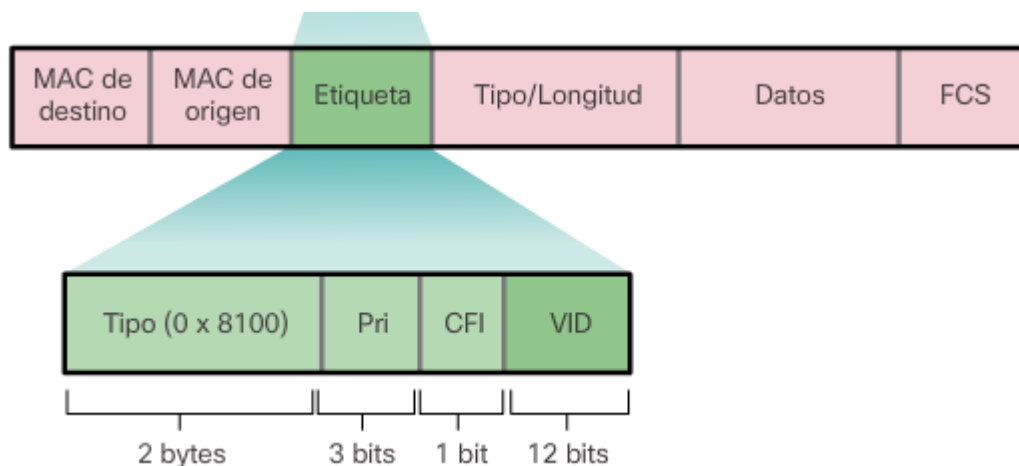 MAC de destino
MAC de origen
Etiqueta
Tipo/Longitud
Datos
FCS
Tipo (0 x 8100)
Pri
CFI
VID
2 bytes
3 bits
1 bit
12 bits